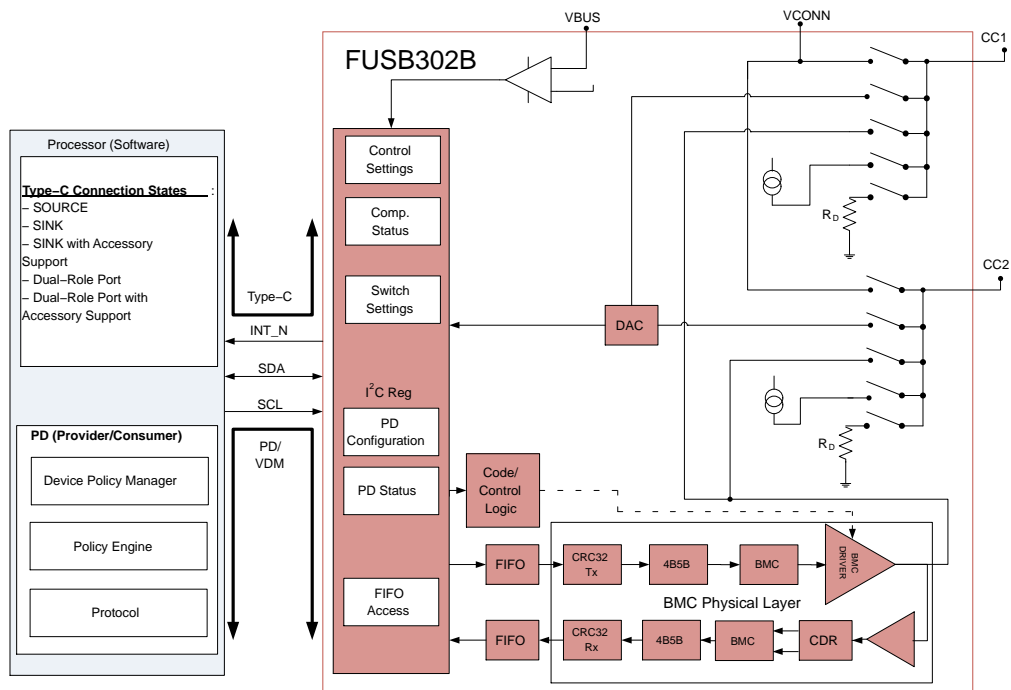 VBUS
VCONN
CC1
FUSB302B
Processor (Software)
Type−C Connection States :
− SOURCE
− SINK
− SINK with Accessory
Support
− Dual−Role Port
− Dual−Role Port with
Accessory Support
Control
Settings
Comp.
Status
Switch
Settings
Type−C
INT_N
SDA
SCL
I2C Reg
PD
Configuration
PD Status
FIFO
Access
PD/
VDM
PD (Provider/Consumer)
Device Policy Manager
Policy Engine
Protocol
RD
CC2
DAC
RD
Code/
Control
Logic
FIFO
CRC32
Tx
4B5B
BMC
BMC
DRIVER
BMC Physical Layer
FIFO
CRC32
Rx
4B5B
BMC
CDR